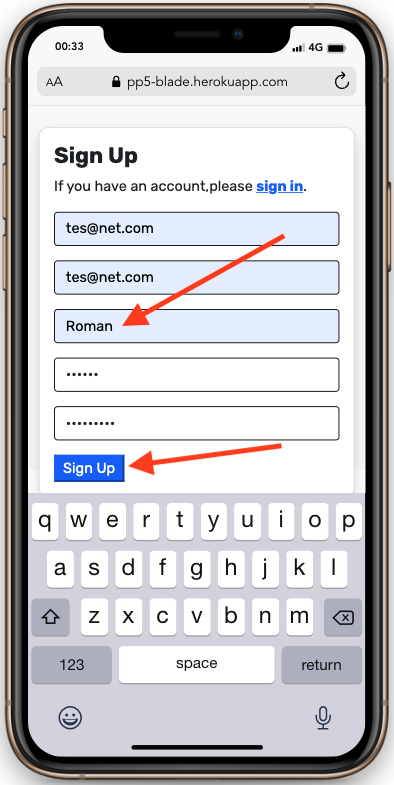 00:33 4G
AA pp5-blade.herokuapp.com
Sign Up
If you have an account,please sign in.
tes@net.com
tes@net.com
Roman
••••••
•••••••••
Sign Up
q w e r t y u i o p
a s d f g h j k l
z x c v b n m
123 space return